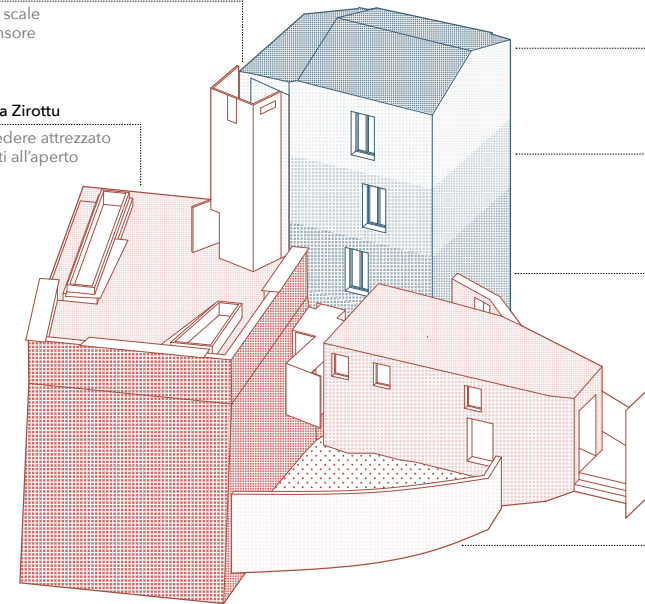 scale
nsore
a Zirottu
edere attrezzato
ti all'aperto